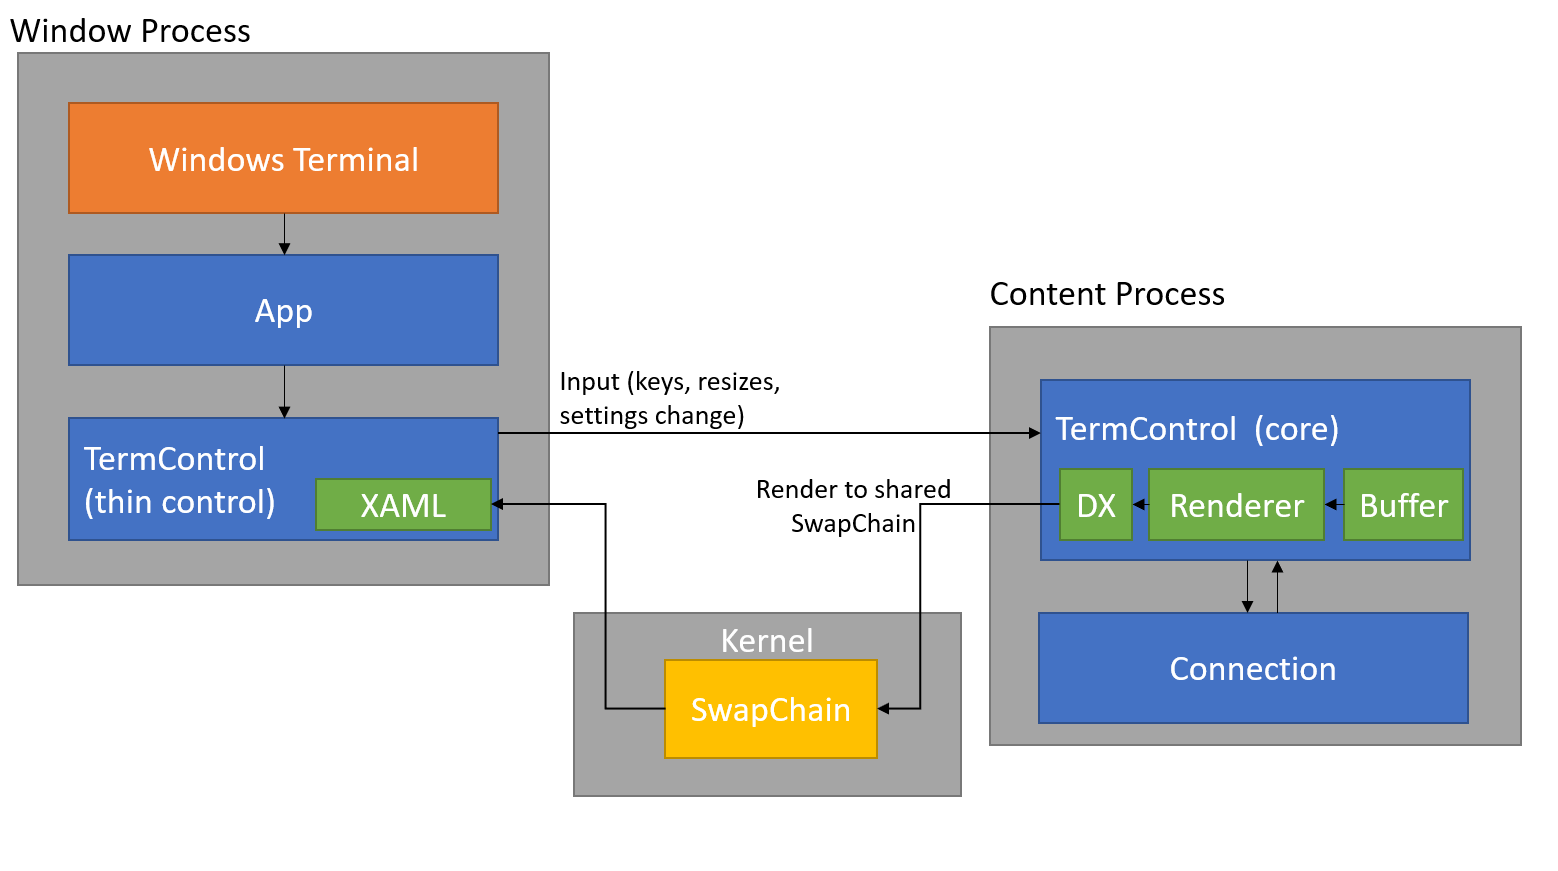 Window Process
Windows Terminal
App
TermControl
(thin control)
XAML
Input (keys, resizes,
settings change)
Render to shared
SwapChain
Kernel
SwapChain
Content Process
TermControl  (core)
DX
Renderer
Buffer
Connection